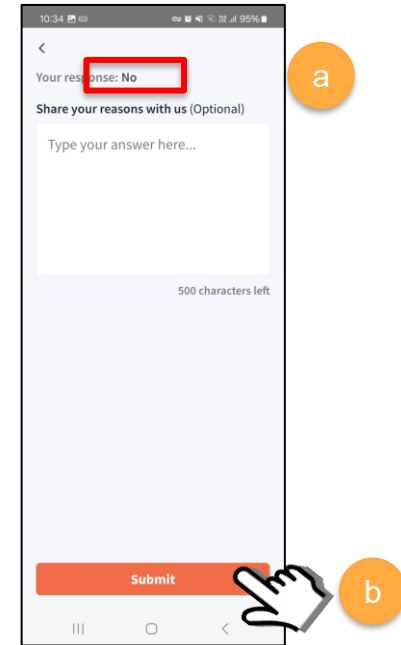 10:34 95%
a
Your response: No
Share your reasons with us (Optional)
Type your answer here...
500 characters left
Submit
b